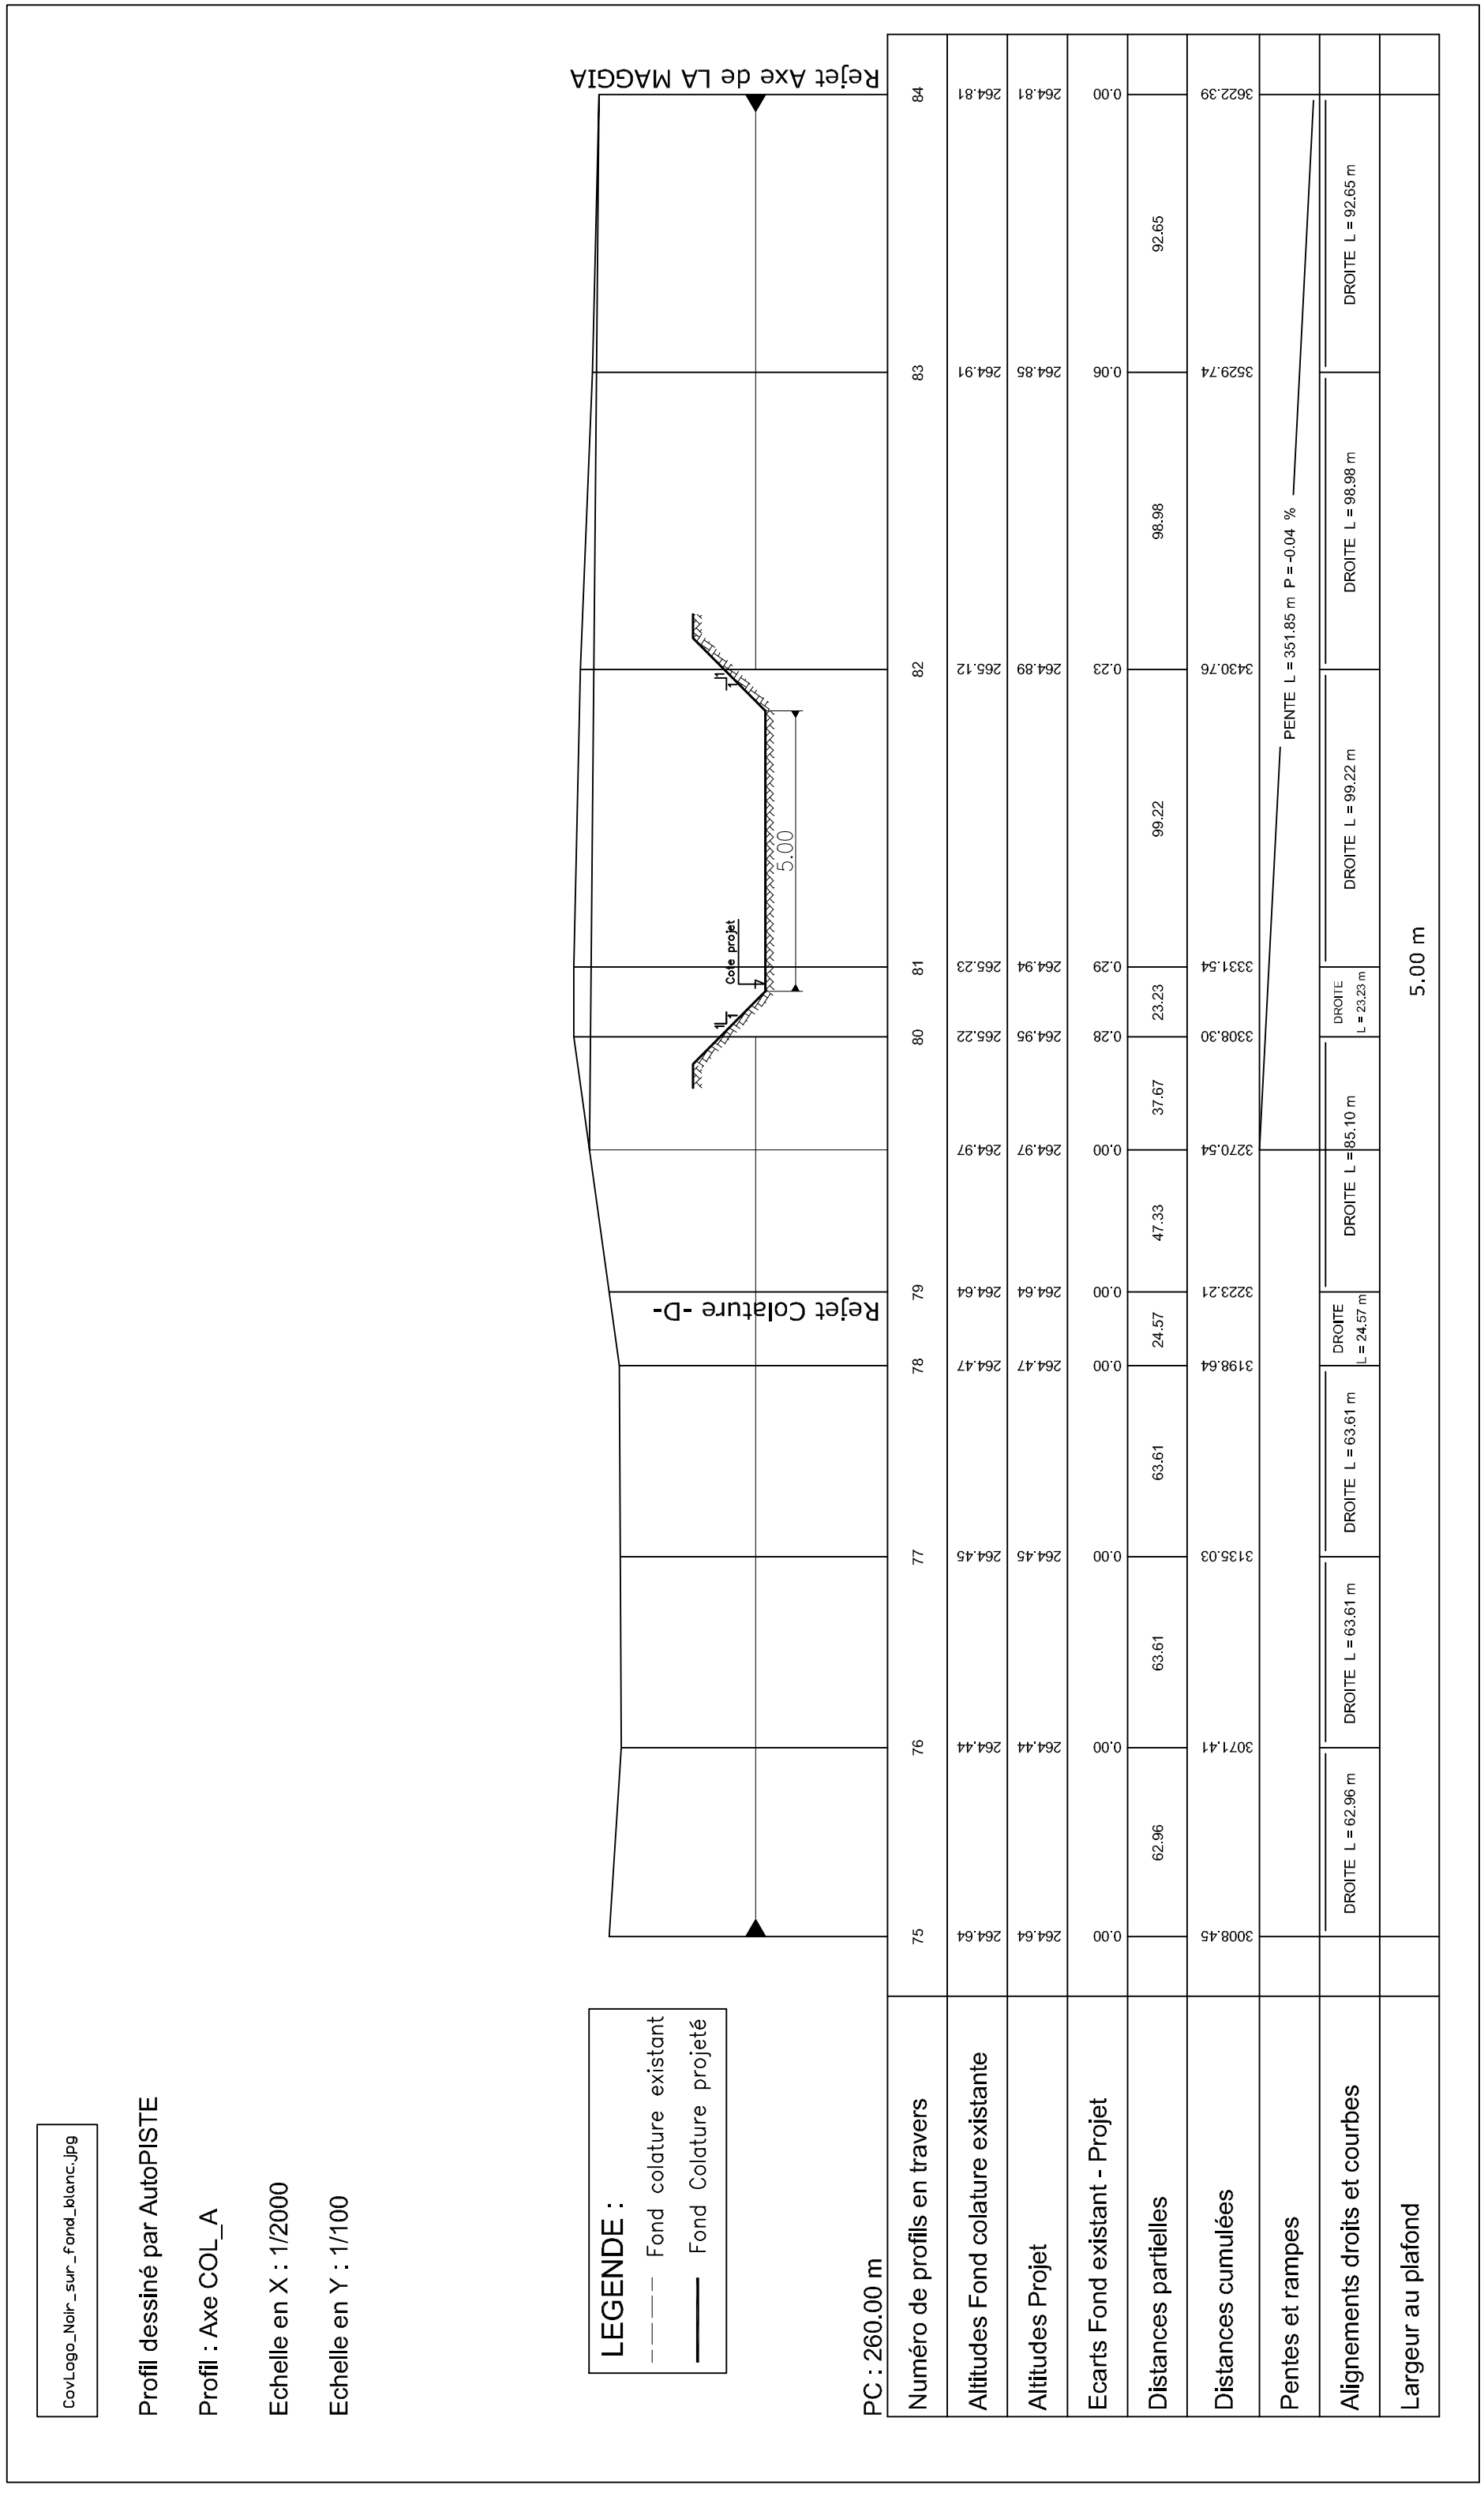 CovLogo_Noir_sur_fond_blanc.jpg
Profil dessiné par AutoPISTE
Profil : Axe COL_A
Echelle en X : 1/2000
Echelle en Y : 1/100
LEGENDE :
Fond colature existant
Fond Colature projeté
Rejet Colature -D-
Rejet Axe de LA MAGGIA
Cote projet
1
1
1
1
5.00
PC : 260.00 m
Numéro de profils en travers
75 76 77 78 79 80 81 82 83 84
Altitudes Fond colature existante
264.64 264.44 264.45 264.47 264.64 264.97 265.22 265.23 265.12 264.91 264.81
Altitudes Projet
264.64 264.44 264.45 264.47 264.64 264.97 264.95 264.94 264.89 264.85 264.81
Ecarts Fond existant - Projet
0.00 0.00 0.00 0.00 0.00 0.00 0.28 0.29 0.23 0.06 0.00
Distances partielles
62.96 63.61 63.61 24.57 47.33 37.67 23.23 99.22 98.98 92.65
Distances cumulées
3008.45 3071.41 3135.03 3198.64 3223.21 3270.54 3308.30 3331.54 3430.76 3529.74 3622.39
Pentes et rampes
PENTE L = 351.85 m P = -0.04 %
Alignements droits et courbes
DROITE L = 62.96 m
DROITE L = 63.61 m
DROITE L = 63.61 m
DROITE
L = 24.57 m
DROITE L = 85.10 m
DROITE
L = 23.23 m
DROITE L = 99.22 m
DROITE L = 98.98 m
DROITE L = 92.65 m
Largeur au plafond
5.00 m